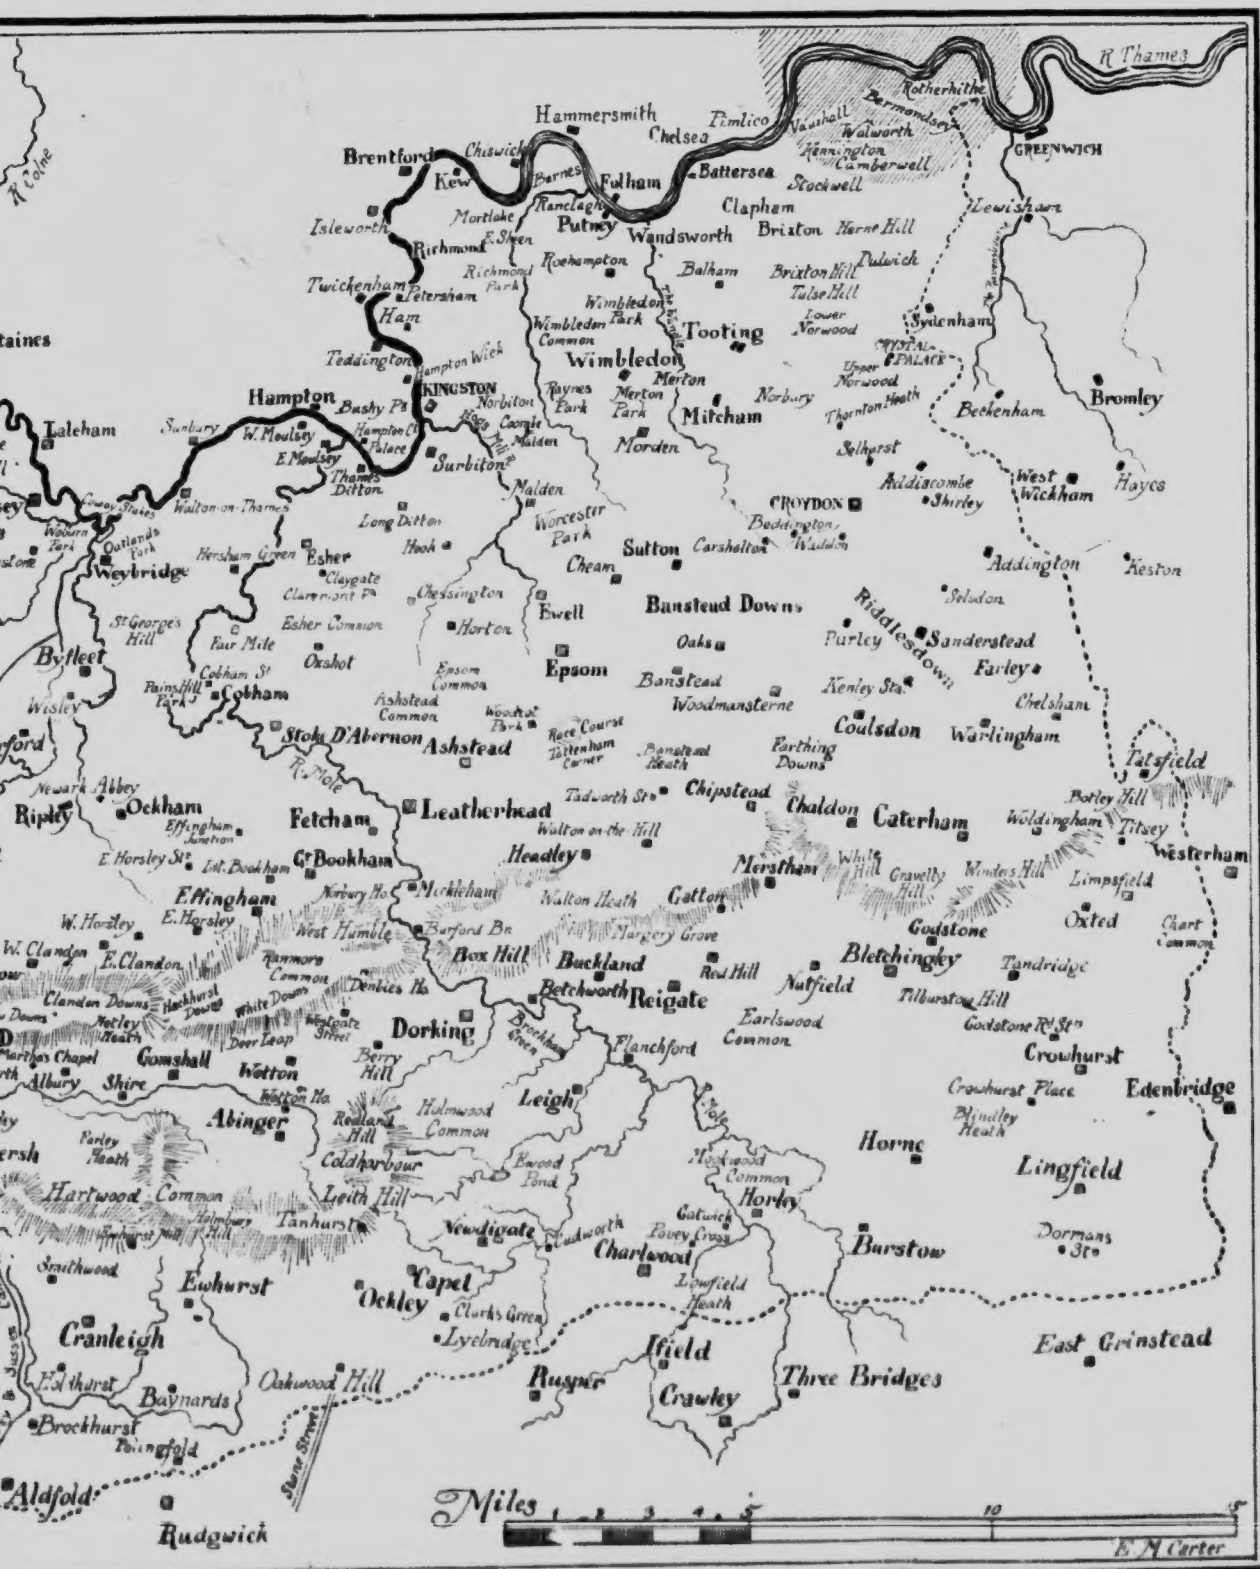 R Thames
R Colne
Rotherhithe
Bermondsey
Hammersmith
Pimlico
Vauxhall
Chelsea
Walworth
Kennington
Camberwell
GREENWICH
Brentford
Chiswick
Kew
Barnes
Fulham
Battersea
Stockwell
Ranelagh
Mortlake
Putney
Clapham
Lewisham
Isleworth
Wandsworth
Brixton
Herne Hill
Richmond
E. Sheen
Roehampton
Balham
Dulwich
Brixton Hill
Richmond
Park
Twickenham
Petersham
Tulse Hill
Ham
Wimbledon
Park
The Wandle
Lower
Norwood
Sydenham
Wimbledon
Common
Tooting
taines
Teddington
Hampton Wick
Wimbledon
CRYSTAL
PALACE
Upper
Norwood
Merton
KINGSTON
Hampton
Bushy Pk
Norbiton
Raynes
Park
Merton
Park
Mitcham
Norbury
Thornton Heath
Beckenham
Bromley
Coombe
Malden
Laleham
Sunbury
W. Moulsey
Hampton Ct
Palace
E. Moulsey
Hogs Mill R
Morden
Selhurst
Surbiton
Thames
Ditton
Addiscombe
Shirley
West
Wickham
Hayes
Malden
Cowey Stakes
Walton-on-Thames
CROYDON
Long Ditton
Worcester
Park
Beddington
Waddon
Woburn
Park
Oatlands
Park
Hook
Sutton
Carshalton
Hersham Green
Esher
Cheam
Addington
Keston
Weybridge
Claygate
Claremont Pk
Chessington
Selsdon
Ewell
Banstead Downs
Riddlesdown
St George's
Hill
Esher Common
Horton
Purley
Sanderstead
Fair Mile
Oaks
Byfleet
Oxshot
Epsom
Farley
Cobham St
Epsom
Common
Banstead
Kenley Sta.
Pains Hill
Park
Cobham
Wisley
Ashstead
Common
Woodmansterne
Chelsham
Woodcot
Park
Race Course
Tattenham
Corner
Coulsdon
Warlingham
Stoke D'Abernon
Ashstead
Banstead
Heath
Farthing
Downs
Tatsfield
R. Mole
Newark Abbey
Tadworth Stn
Chipstead
Botley Hill
Ripley
Ockham
Leatherhead
Chaldon
Woldingham
Titsey
Fetcham
Caterham
Effingham
Junction
Walton-on-the-Hill
Headley
Westerham
E. Horsley Stn
Lit. Bookham
Gt Bookham
Merstham
White
Hill
Gravelly
Hill
Winders Hill
Limpsfield
Effingham
Norbury Ho.
Mickleham
Walton Heath
Gatton
W. Horsley
E. Horsley
West Humble
Burford Br.
Margery Grove
Godstone
Oxted
Chart
Common
W. Clandon
E. Clandon
Ranmore
Common
Box Hill
Buckland
Red Hill
Bletchingley
Tandridge
Clandon Downs
Hackhurst
Downs
White Downs
Denbies Ho.
Betchworth
Reigate
Nutfield
Tilburstow Hill
Netley
Heath
Deer Leap
Westgate
Street
Dorking
Brockham
Green
Earlswood
Common
Godstone Rd Stn
Martha's Chapel
Gomshall
Berry
Hill
Flanchford
Crowhurst
Albury
Shire
Wotton
Wotton Ho.
Leigh
R. Mole
Crowhurst Place
Edenbridge
Abinger
Redland
Hill
Holmwood
Common
Blindley
Heath
Farley
Heath
Horne
Coldharbour
Ewood
Pond
Hookwood
Common
Lingfield
Hartwood Common
Leith Hill
Horley
Holmbury
Hill
Tanhurst
Newdigate
Cudworth
Gatwick
Povey Cross
Charlwood
Burstow
Dormans
Stn
Smithwood
Ewhurst
Capel
Ockley
Lowfield
Heath
Clarks Green
Lyebridge
Cranleigh
Ifield
East Grinstead
Oakwood Hill
Rusper
Three Bridges
Baynards
Crawley
Brockhurst
Stane Street
Aldfold
Rudgwick
Miles
1 2 3 4 5 10 15
E M Carter